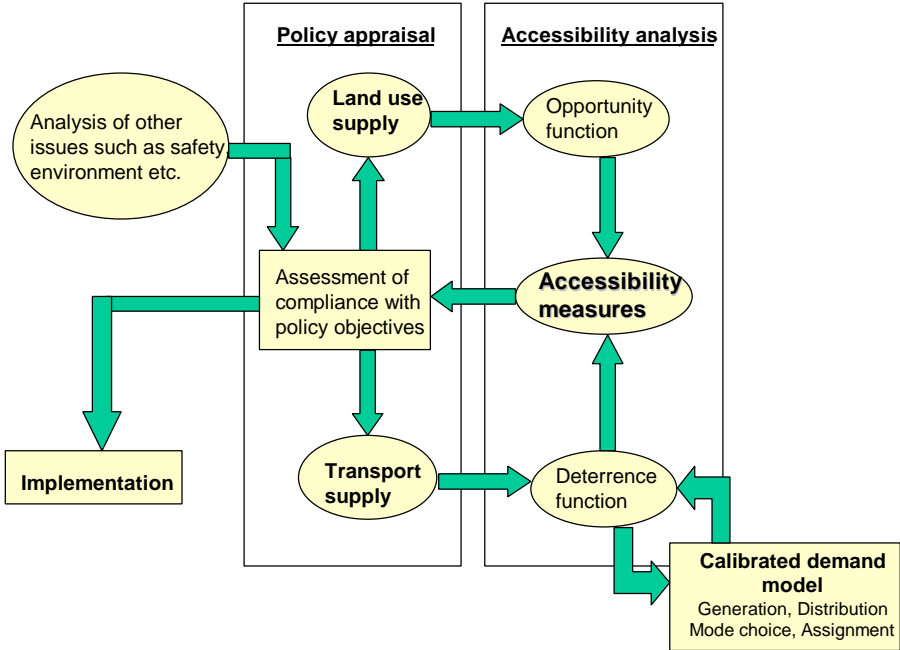 Policy appraisal
Accessibility analysis
Analysis of other
issues such as safety
environment etc.
Land use
supply
Opportunity
function
Assessment of
compliance with
policy objectives
Accessibility
measures
Implementation
Transport
supply
Deterrence
function
Calibrated demand
model
Generation, Distribution
Mode choice, Assignment